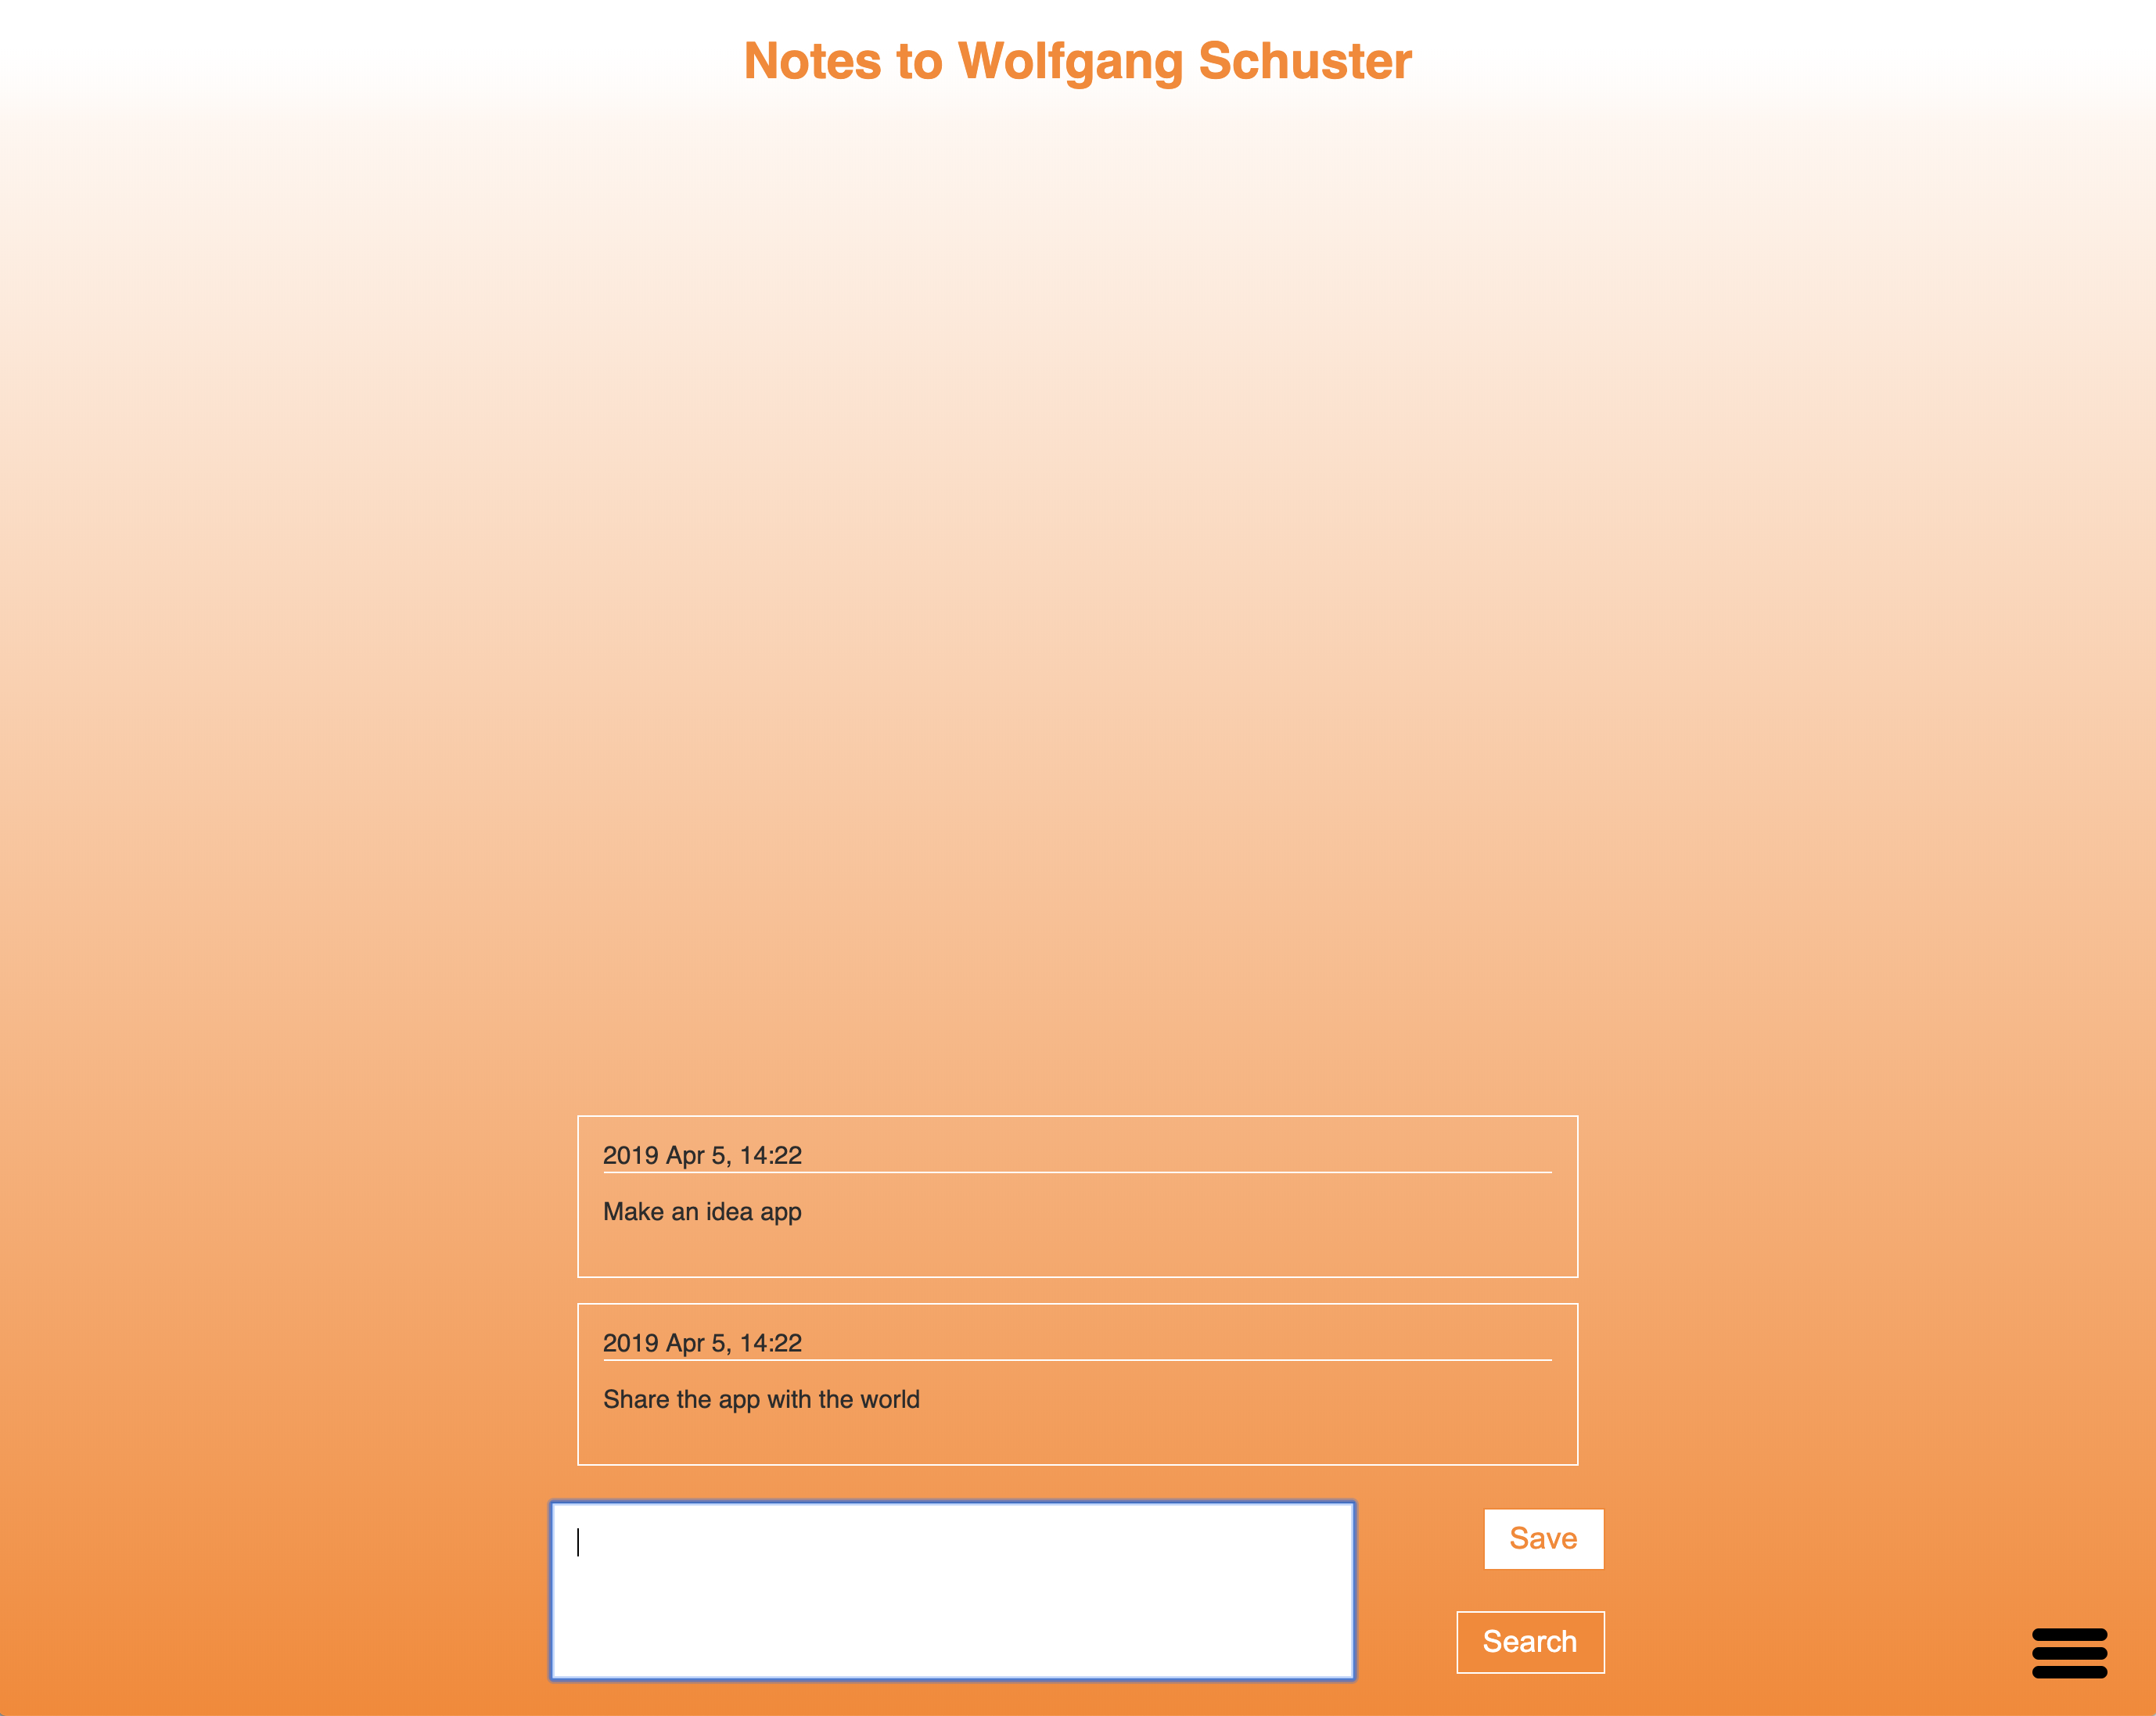 Notes to Wolfgang Schuster
2019 Apr 5, 14:22
Make an idea app
2019 Apr 5, 14:22
Share the app with the world
Save
Search